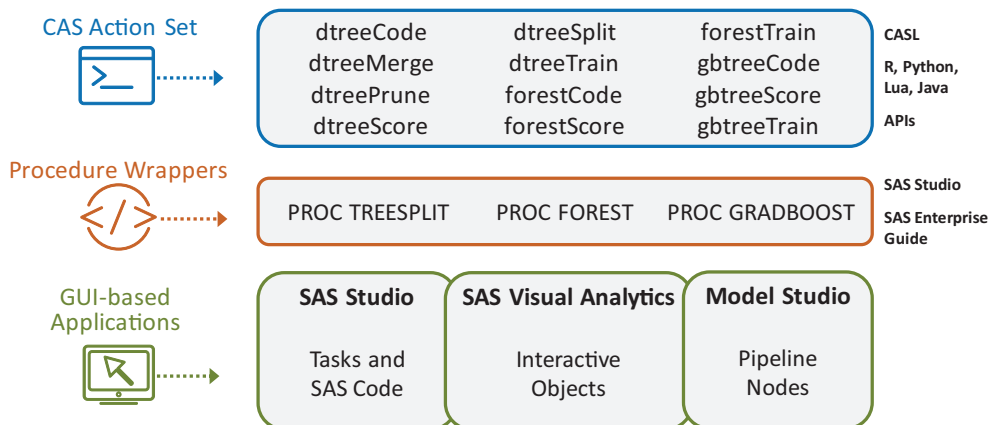 CAS Action Set
dtreeCode dtreeSplit forestTrain
dtreeMerge dtreeTrain gbtreeCode
dtreePrune forestCode gbtreeScore
dtreeScore forestScore gbtreeTrain
CASL
R, Python,
Lua, Java
APIs
Procedure Wrappers
PROC TREESPLIT PROC FOREST PROC GRADBOOST
SAS Studio
SAS Enterprise
Guide
GUI-based
Applications
SAS Studio
Tasks and
SAS Code
SAS Visual Analytics
Interactive
Objects
Model Studio
Pipeline
Nodes